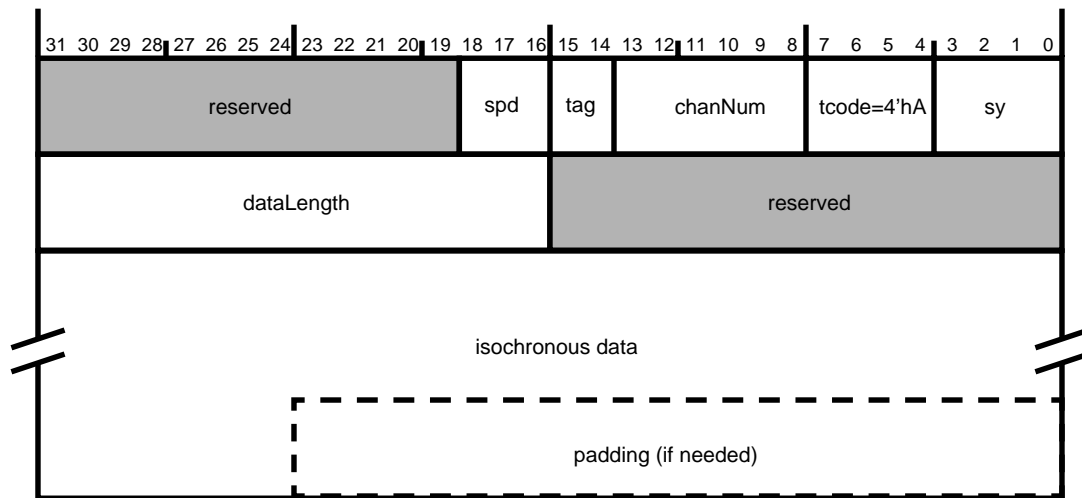 31 30 29 28 27 26 25 24 23 22 21 20 19 18 17 16 15 14 13 12 11 10 9 8 7 6 5 4 3 2 1 0
reserved spd tag chanNum tcode=4’hA sy
dataLength reserved
isochronous data
padding (if needed)